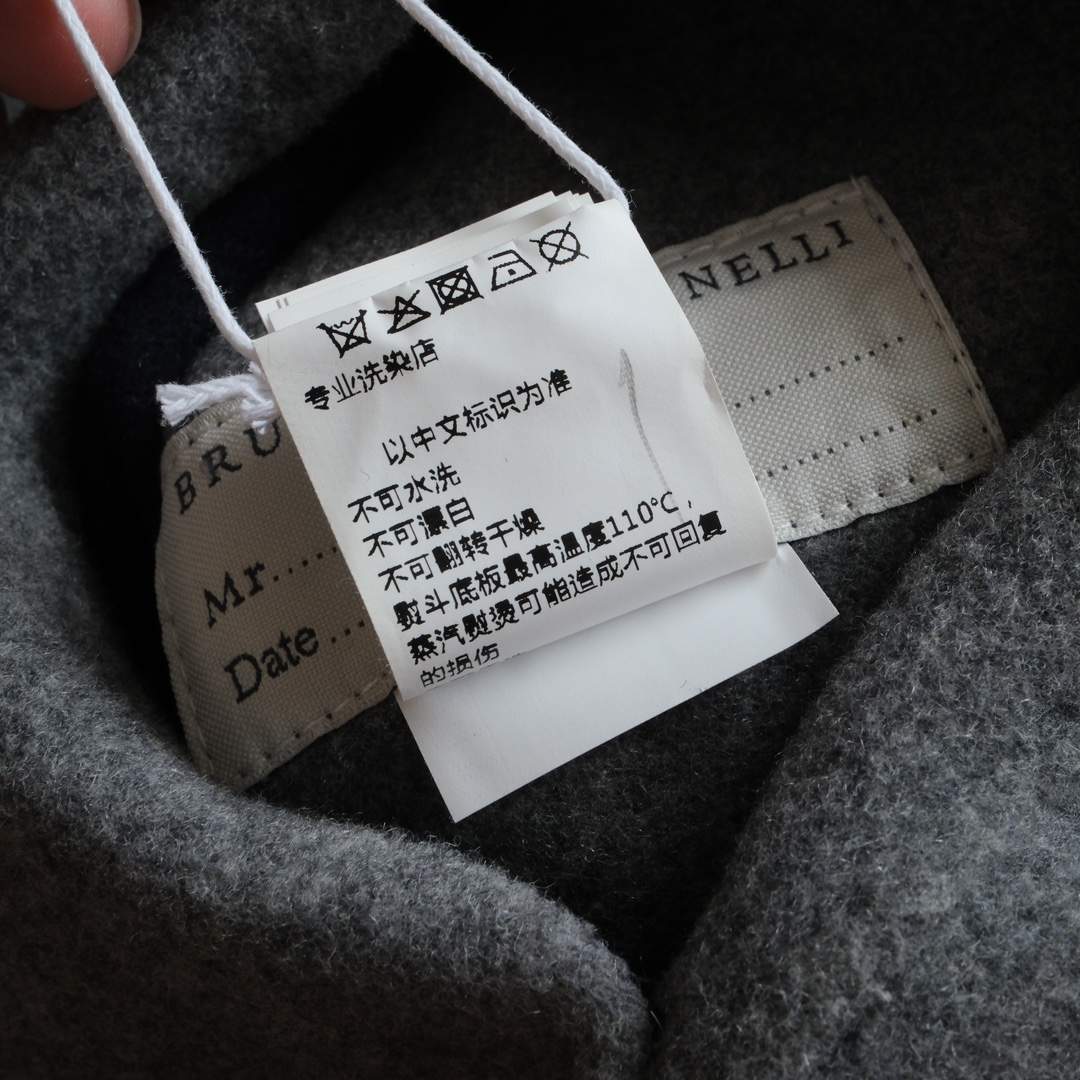 专业洗染店
以中文标识为准
不可水洗
不可漂白
不可翻转干燥
熨斗底板最高温度110°C，
蒸汽熨烫可能造成不可回复
的损伤
BRU NELLI
Mr...............
Date...............